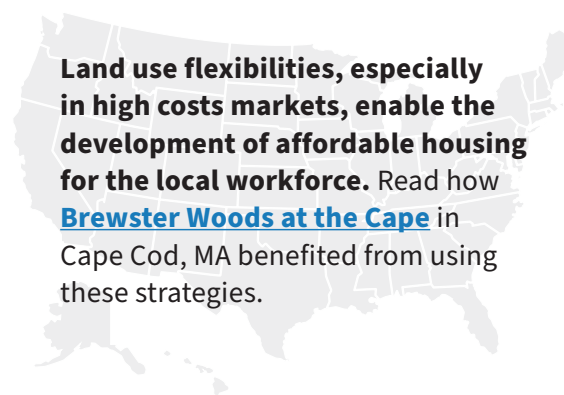 Land use flexibilities, especially
in high costs markets, enable the
development of affordable housing
for the local workforce. Read how
Brewster Woods at the Cape in
Cape Cod, MA benefited from using
these strategies.